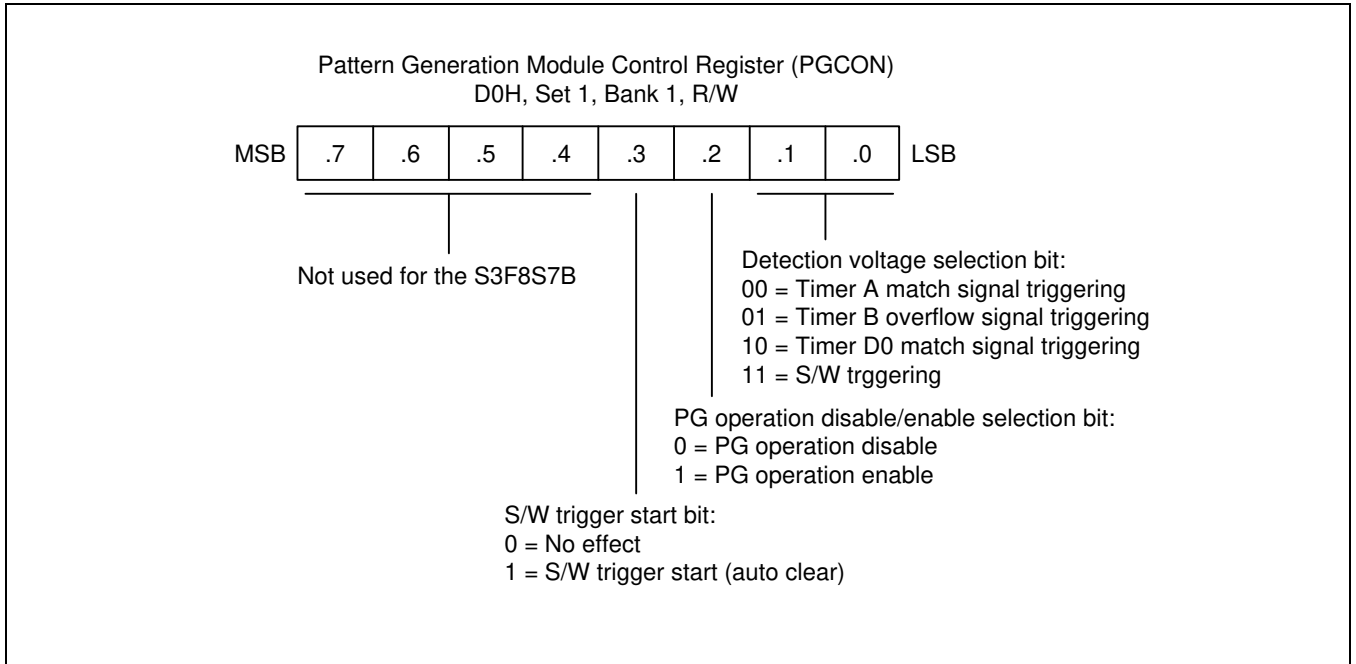 Pattern Generation Module Control Register (PGCON)
D0H, Set 1, Bank 1, R/W
MSB .7 .6 .5 .4 .3 .2 .1 .0 LSB
Not used for the S3F8S7B
Detection voltage selection bit:
00 = Timer A match signal triggering
01 = Timer B overflow signal triggering
10 = Timer D0 match signal triggering
11 = S/W trggering
PG operation disable/enable selection bit:
0 = PG operation disable
1 = PG operation enable
S/W trigger start bit:
0 = No effect
1 = S/W trigger start (auto clear)